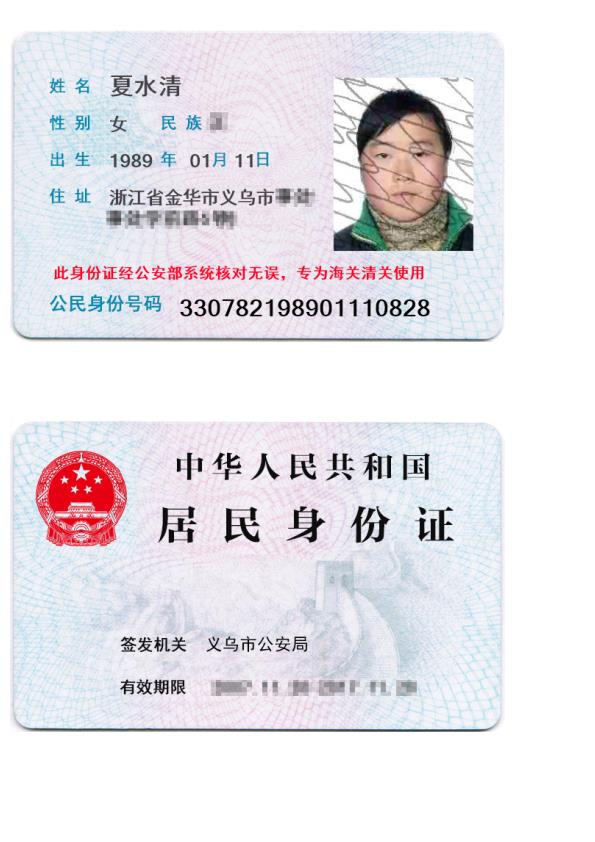 姓名 夏水清
性别 女 民族
出生 1989 年 01月 11日
住址 浙江省金华市义乌市
此身份证经公安部系统核对无误，专为海关清关使用
公民身份号码 330782198901110828
中华人民共和国
居民身份证
签发机关 义乌市公安局
有效期限